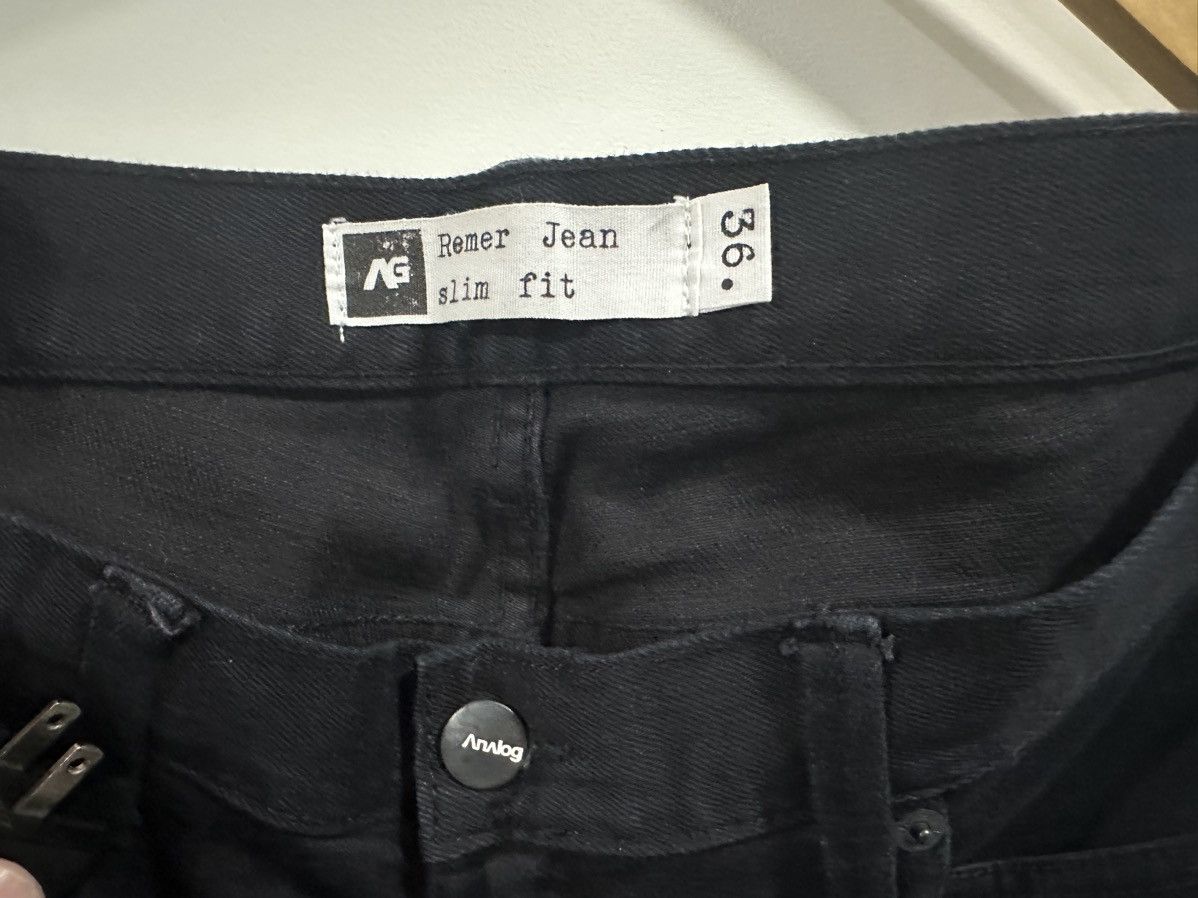 AG
Remer Jean
slim fit
36.
Analog